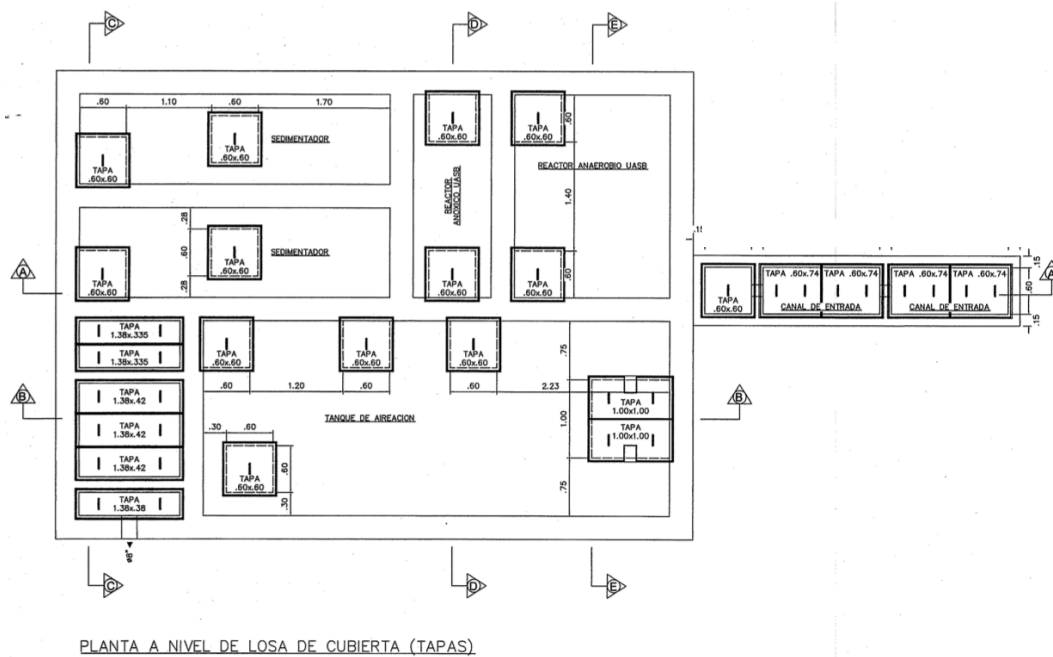 C
D
E
.60
1.10
.60
1.70
TAPA
.60x.60
SEDIMENTADOR
TAPA
.60x.60
TAPA
.60x.60
REACTOR
ANOXICO UASB
TAPA
.60x.60
.60
REACTOR ANAEROBIO UASB
1.40
.60
.28
.60
.28
TAPA
.60x.60
SEDIMENTADOR
TAPA
.60x.60
TAPA
.60x.60
TAPA
.60x.60
A
.15
TAPA
.60x.60
TAPA .60x.74
TAPA .60x.74
CANAL DE ENTRADA
TAPA .60x.74
TAPA .60x.74
CANAL DE ENTRADA
.15
.60
.15
A
TAPA
1.38x.335
TAPA
1.38x.335
TAPA
1.38x.42
TAPA
1.38x.42
TAPA
1.38x.42
TAPA
1.38x.38
ø8"
B
TAPA
.60x.60
TAPA
.60x.60
TAPA
.60x.60
.60
1.20
.60
.60
2.23
TANQUE DE AIREACION
.30
.60
TAPA
.60x.60
.60
.30
.75
1.00
.75
TAPA
1.00x1.00
TAPA
1.00x1.00
B
C
D
E
PLANTA A NIVEL DE LOSA DE CUBIERTA (TAPAS)